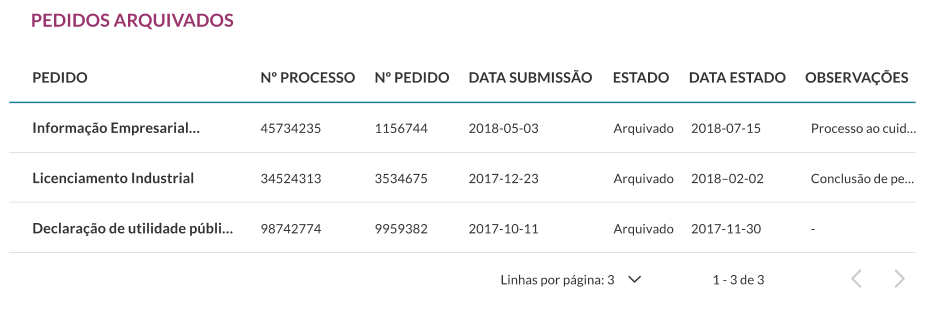 PEDIDOS ARQUIVADOS
PEDIDO Nº PROCESSO Nº PEDIDO DATA SUBMISSÃO ESTADO DATA ESTADO OBSERVAÇÕES
Informação Empresarial... 45734235 1156744 2018-05-03 Arquivado 2018-07-15 Processo ao cuid...
Licenciamento Industrial 34524313 3534675 2017-12-23 Arquivado 2018–02-02 Conclusão de pe...
Declaração de utilidade públi... 98742774 9959382 2017-10-11 Arquivado 2017-11-30 -
Linhas por página: 3 1 - 3 de 3